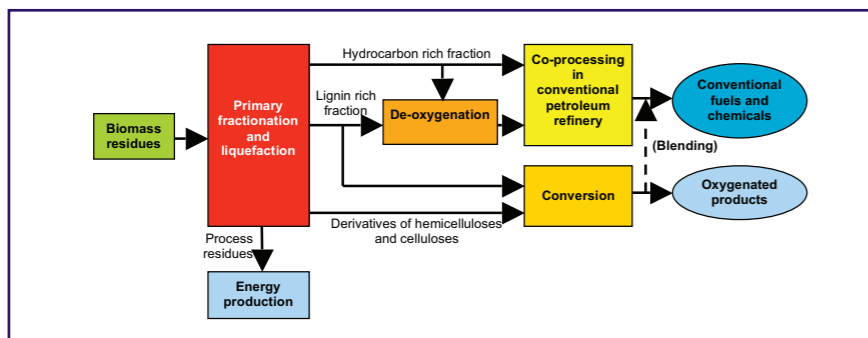 Hydrocarbon rich fraction
Lignin rich
fraction
Primary
fractionation
and
liquefaction
Biomass
residues
De-oxygenation
Co-processing
in
conventional
petroleum
refinery
Conventional
fuels and
chemicals
(Blending)
Conversion
Oxygenated
products
Derivatives of hemicelluloses
and celluloses
Process
residues
Energy
production